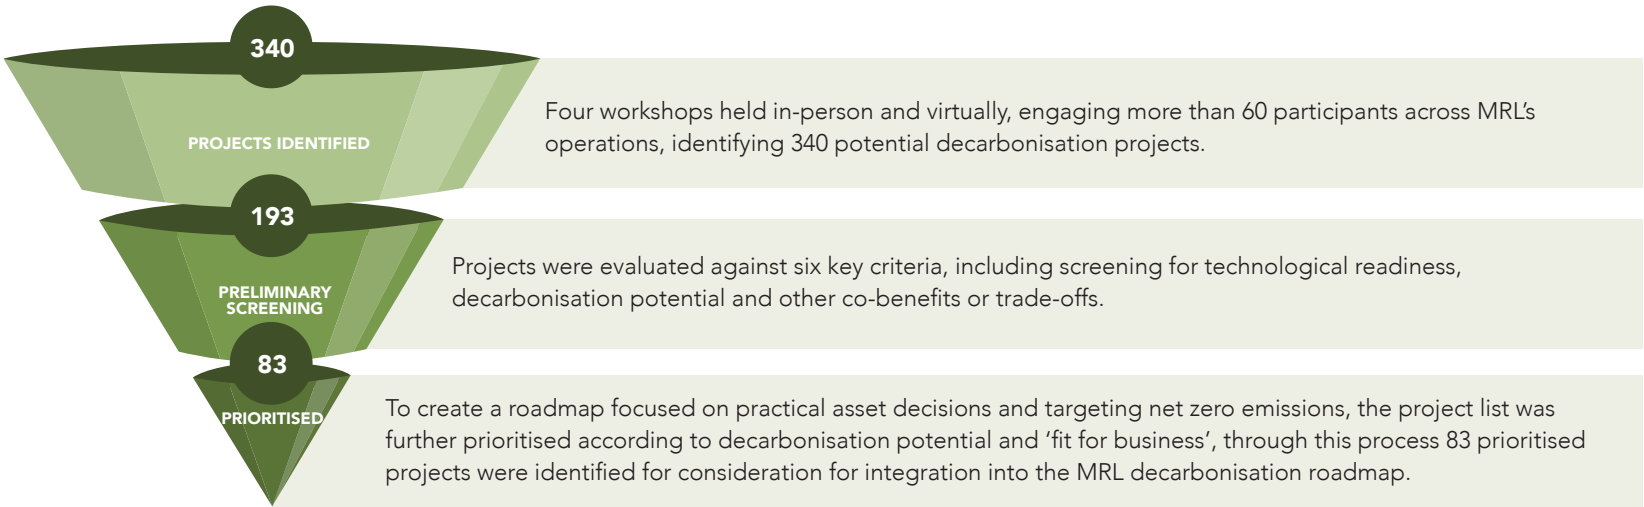 340
PROJECTS IDENTIFIED
Four workshops held in-person and virtually, engaging more than 60 participants across MRL’s
operations, identifying 340 potential decarbonisation projects.
193
PRELIMINARY
SCREENING
Projects were evaluated against six key criteria, including screening for technological readiness,
decarbonisation potential and other co-benefits or trade-offs.
83
PRIORITISED
To create a roadmap focused on practical asset decisions and targeting net zero emissions, the project list was
further prioritised according to decarbonisation potential and ‘fit for business’, through this process 83 prioritised
projects were identified for consideration for integration into the MRL decarbonisation roadmap.